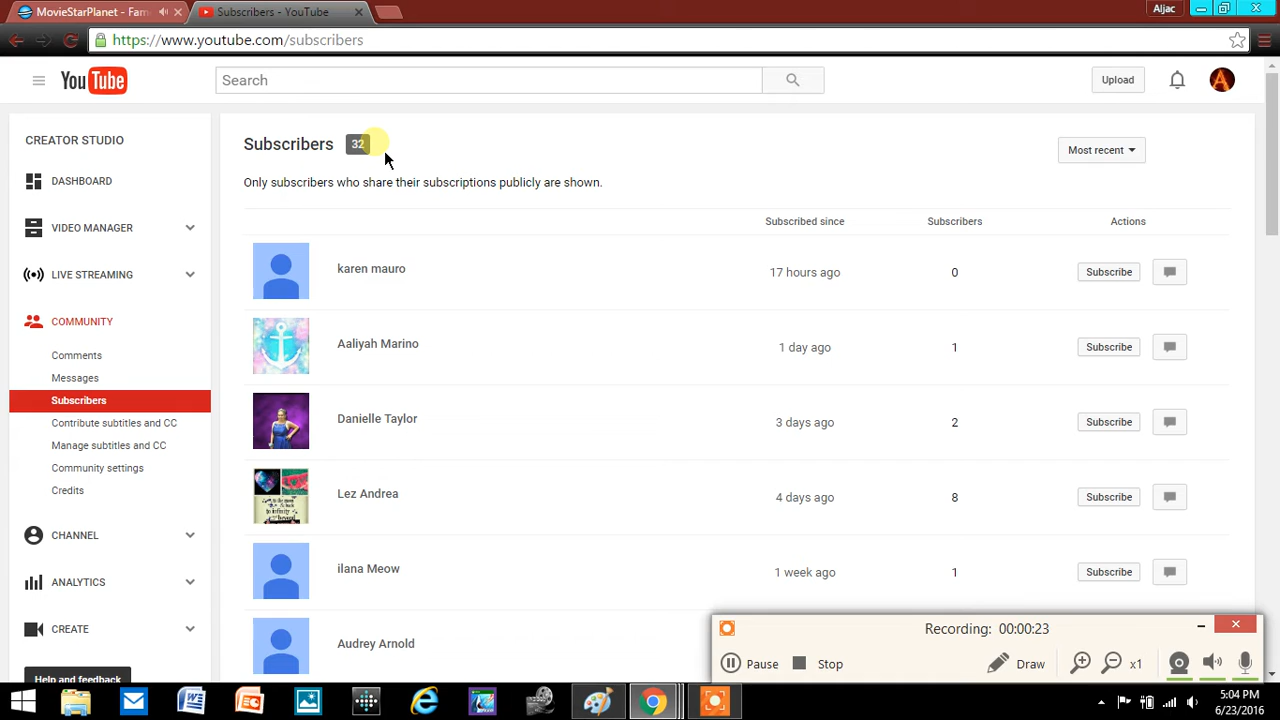 MovieStarPlanet - Fam
Subscribers - YouTube
Aljac
https://www.youtube.com/subscribers
YouTube
Search
Upload
A
CREATOR STUDIO
DASHBOARD
VIDEO MANAGER
LIVE STREAMING
COMMUNITY
Comments
Messages
Subscribers
Contribute subtitles and CC
Manage subtitles and CC
Community settings
Credits
CHANNEL
ANALYTICS
CREATE
Help and feedback
Subscribers 32
Most recent
Only subscribers who share their subscriptions publicly are shown.
Subscribed since Subscribers Actions
karen mauro 17 hours ago 0 Subscribe
Aaliyah Marino 1 day ago 1 Subscribe
Danielle Taylor 3 days ago 2 Subscribe
Lez Andrea 4 days ago 8 Subscribe
ilana Meow 1 week ago 1 Subscribe
Audrey Arnold
Recording: 00:00:23
Pause Stop Draw x1
5:04 PM
6/23/2016